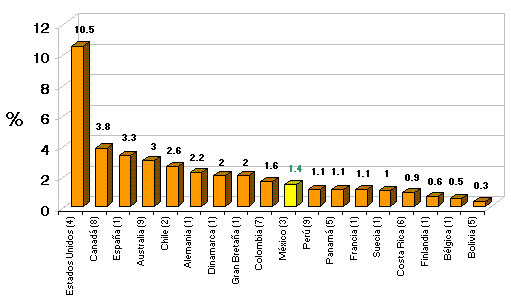 12
10
8
6
4
2
0
%
10.5
3.8
3.3
3
2.6
2.2
2
2
1.6
1.4
1.1
1.1
1.1
1
0.9
0.6
0.5
0.3
Estados Unidos (4)
Canadá (8)
España (1)
Australia (9)
Chile (2)
Alemania (1)
Dinamarca (1)
Gran Bretaña (1)
Colombia (7)
México (3)
Perú (9)
Panamá (5)
Francia (1)
Suecia (1)
Costa Rica (6)
Finlandia (1)
Bélgica (1)
Bolivia (5)